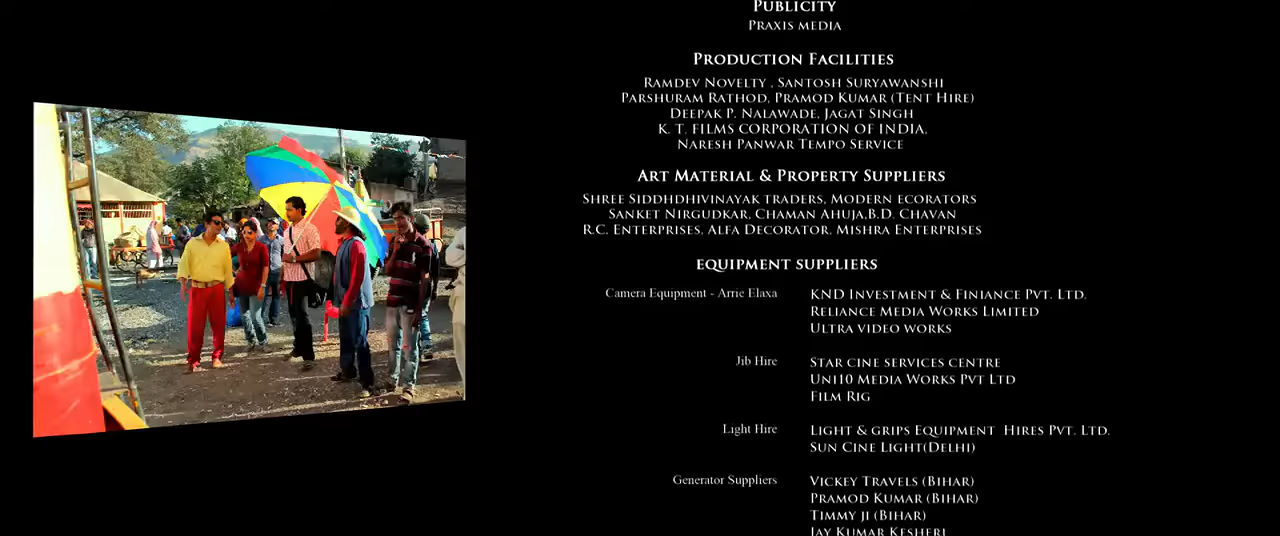 PUBLICITY
PRAXIS MEDIA
PRODUCTION FACILITIES
RAMDEV NOVELTY , SANTOSH SURYAWANSHI
PARSHURAM RATHOD, PRAMOD KUMAR (TENT HIRE)
DEEPAK P. NALAWADE, JAGAT SINGH
K. T. FILMS CORPORATION OF INDIA,
NARESH PANWAR TEMPO SERVICE
ART MATERIAL & PROPERTY SUPPLIERS
SHREE SIDDHDHIVINAYAK TRADERS, MODERN ECORATORS
SANKET NIRGUDKAR, CHAMAN AHUJA,B.D. CHAVAN
R.C. ENTERPRISES, ALFA DECORATOR, MISHRA ENTERPRISES
EQUIPMENT SUPPLIERS
Camera Equipment - Arrie Elaxa KND INVESTMENT & FINIANCE PVT. LTD.
RELIANCE MEDIA WORKS LIMITED
ULTRA VIDEO WORKS
Jib Hire STAR CINE SERVICES CENTRE
UNI10 MEDIA WORKS PVT LTD
FILM RIG
Light Hire LIGHT & GRIPS EQUIPMENT HIRES PVT. LTD.
SUN CINE LIGHT(DELHI)
Generator Suppliers VICKEY TRAVELS (BIHAR)
PRAMOD KUMAR (BIHAR)
TIMMY JI (BIHAR)
JAY KUMAR KESHERI